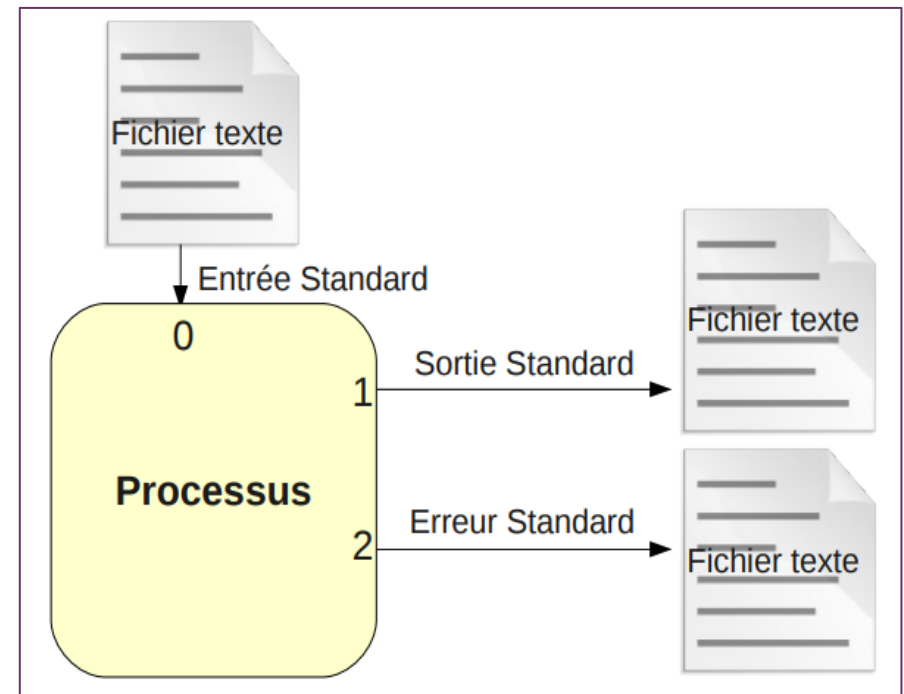 Fichier texte
Entrée Standard
0
Sortie Standard
1
Fichier texte
Processus
Erreur Standard
2
Fichier texte